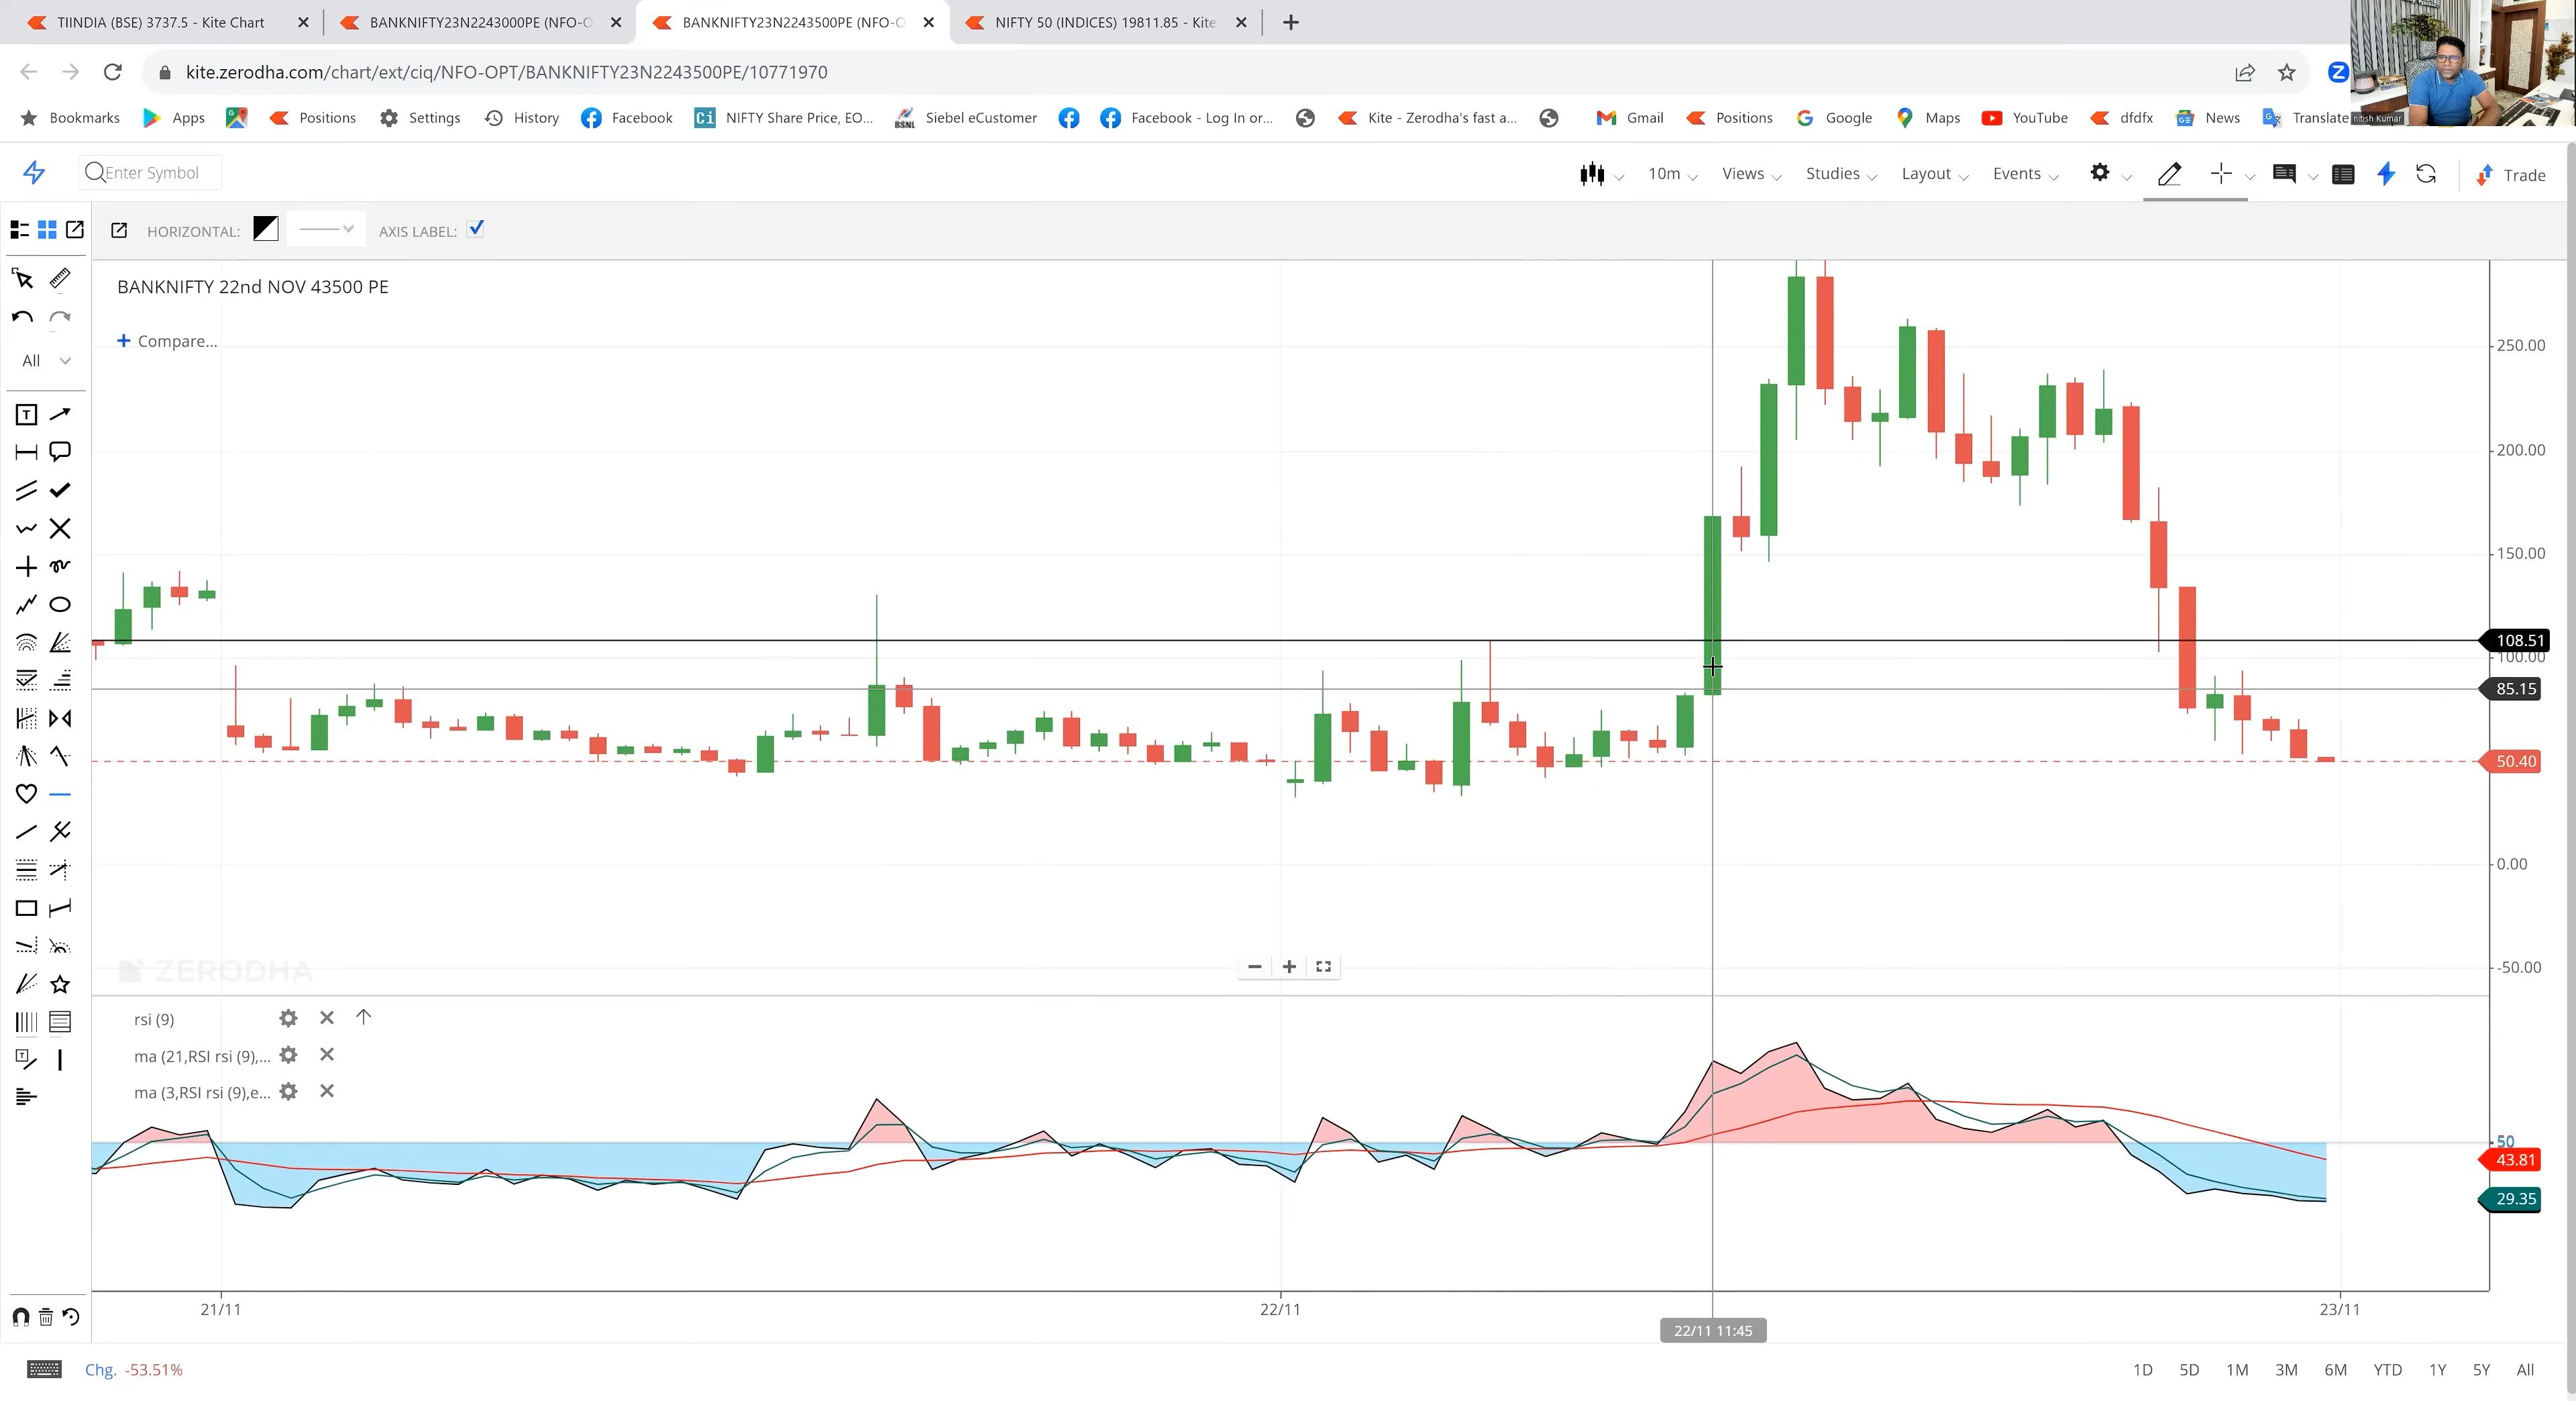 TIINDIA (BSE) 3737.5 - Kite Chart
BANKNIFTY23N2243000PE (NFO-O
BANKNIFTY23N2243500PE (NFO-O
NIFTY 50 (INDICES) 19811.85 - Kite
kite.zerodha.com/chart/ext/ciq/NFO-OPT/BANKNIFTY23N2243500PE/10771970
Z
Bookmarks Apps Positions Settings History Facebook Ci NIFTY Share Price, EO... BSNL Siebel eCustomer Facebook - Log In or... Kite - Zerodha's fast a... Gmail Positions Google Maps YouTube dfdfx News Translate
nitish Kumar
Enter Symbol 10m Views Studies Layout Events Trade
HORIZONTAL: AXIS LABEL:
BANKNIFTY 22nd NOV 43500 PE
Compare...
All
T
250.00
200.00
150.00
108.51
100.00
85.15
50.40
0.00
-50.00
ZERODHA
rsi (9)
ma (21,RSI rsi (9),...
ma (3,RSI rsi (9),e...
50
43.81
29.35
T
21/11 22/11 23/11
22/11 11:45
Chg. -53.51% 1D 5D 1M 3M 6M YTD 1Y 5Y All